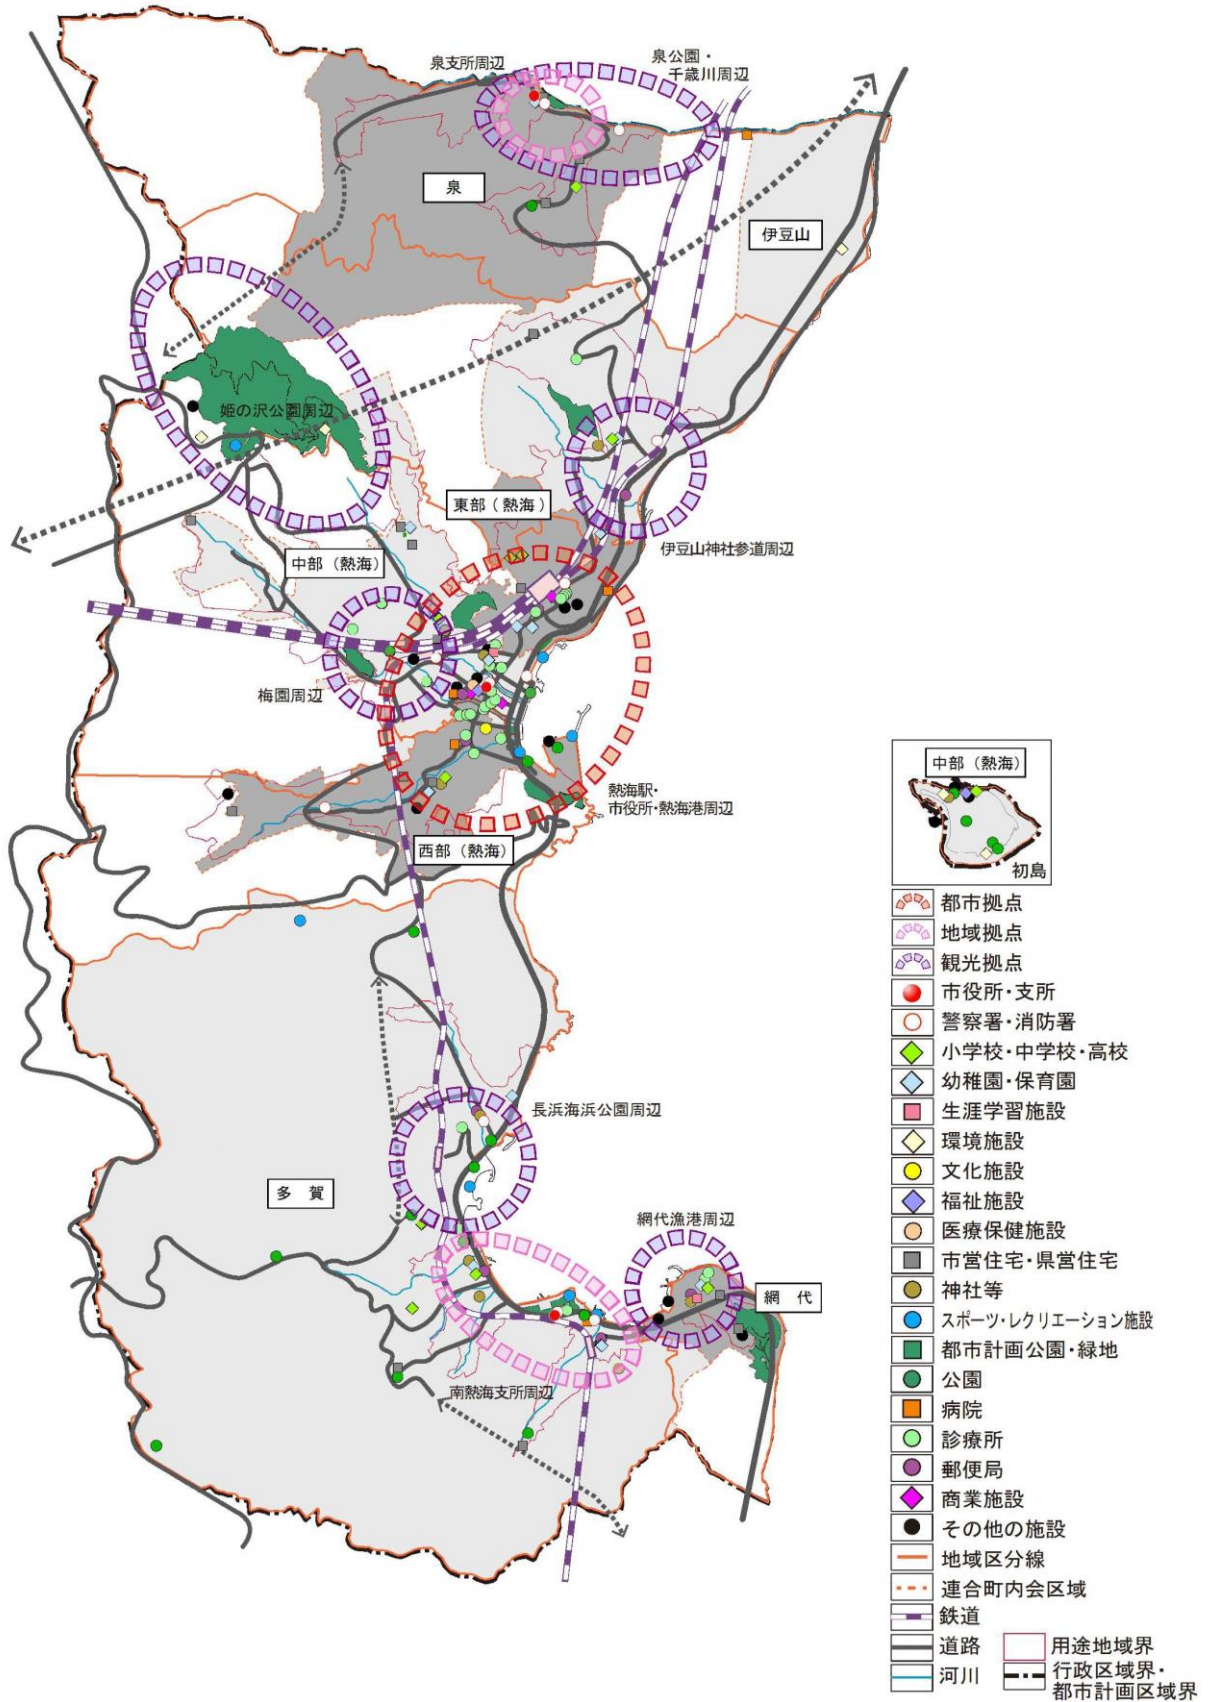 泉支所周辺
泉公園・
千歳川周辺
泉
伊豆山
姫の沢公園周辺
東部（熱海）
伊豆山神社参道周辺
中部（熱海）
梅園周辺
熱海駅・
市役所・熱海港周辺
西部（熱海）
長浜海浜公園周辺
多 賀
網代漁港周辺
網 代
南熱海支所周辺
中部（熱海）
初島
都市拠点
地域拠点
観光拠点
市役所・支所
警察署・消防署
小学校・中学校・高校
幼稚園・保育園
生涯学習施設
環境施設
文化施設
福祉施設
医療保健施設
市営住宅・県営住宅
神社等
スポーツ・レクリエーション施設
都市計画公園・緑地
公園
病院
診療所
郵便局
商業施設
その他の施設
地域区分線
連合町内会区域
鉄道
道路
河川
用途地域界
行政区域界・
都市計画区域界